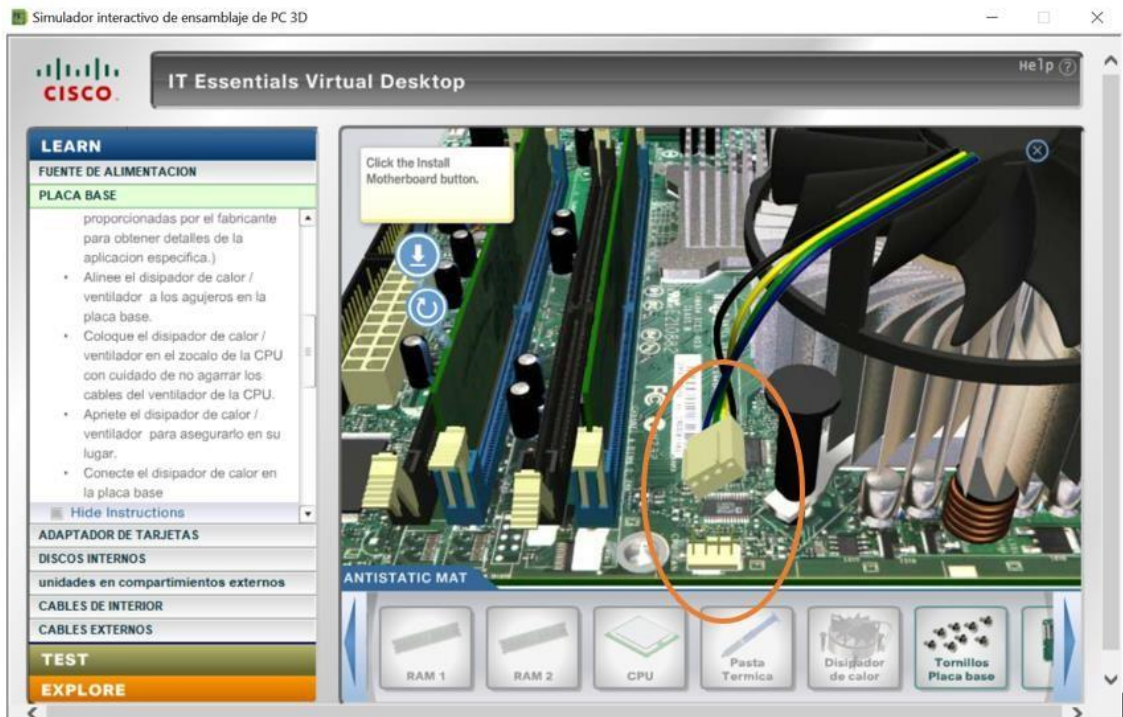 Simulador interactivo de ensamblaje de PC 3D
CISCO
IT Essentials Virtual Desktop
Help ?
LEARN
FUENTE DE ALIMENTACION
PLACA BASE
proporcionadas por el fabricante
para obtener detalles de la
aplicacion especifica.)
• Alinee el disipador de calor /
ventilador a los agujeros en la
placa base.
• Coloque el disipador de calor /
ventilador en el zocalo de la CPU
con cuidado de no agarrar los
cables del ventilador de la CPU.
• Apriete el disipador de calor /
ventilador para asegurarlo en su
lugar.
• Conecte el disipador de calor en
la placa base
Hide Instructions
ADAPTADOR DE TARJETAS
DISCOS INTERNOS
unidades en compartimientos externos
CABLES DE INTERIOR
CABLES EXTERNOS
TEST
EXPLORE
Click the Install
Motherboard button.
ANTISTATIC MAT
RAM 1
RAM 2
CPU
Pasta
Termica
Disipador
de calor
Tornillos
Placa base